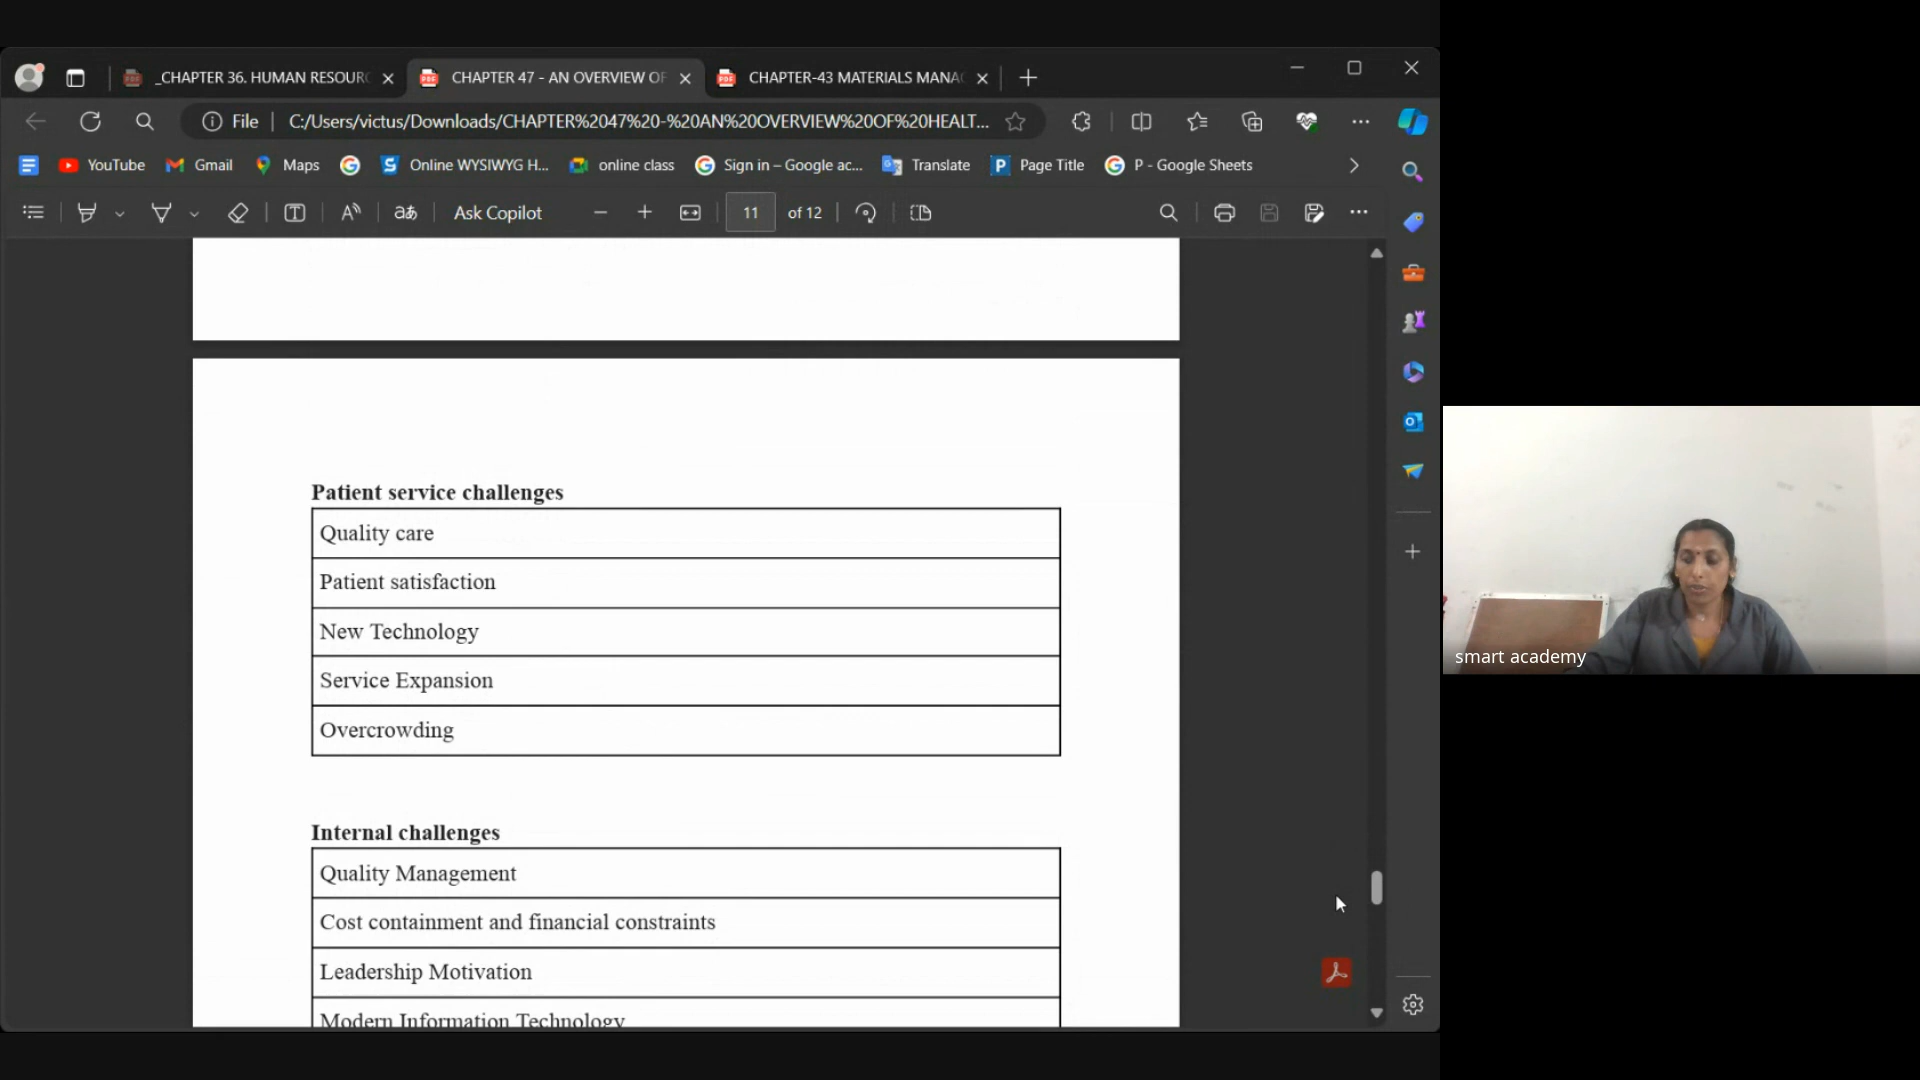 _CHAPTER 36. HUMAN RESOURC
CHAPTER 47 - AN OVERVIEW OF
CHAPTER-43 MATERIALS MANA
File
C:/Users/victus/Downloads/CHAPTER%2047%20-%20AN%20OVERVIEW%20OF%20HEALT...
YouTube
Gmail
Maps
Online WYSIWYG H...
online class
Sign in – Google ac...
Translate
Page Title
P - Google Sheets
Ask Copilot
11 of 12
Patient service challenges
Quality care
Patient satisfaction
New Technology
Service Expansion
Overcrowding
Internal challenges
Quality Management
Cost containment and financial constraints
Leadership Motivation
Modern Information Technology
smart academy